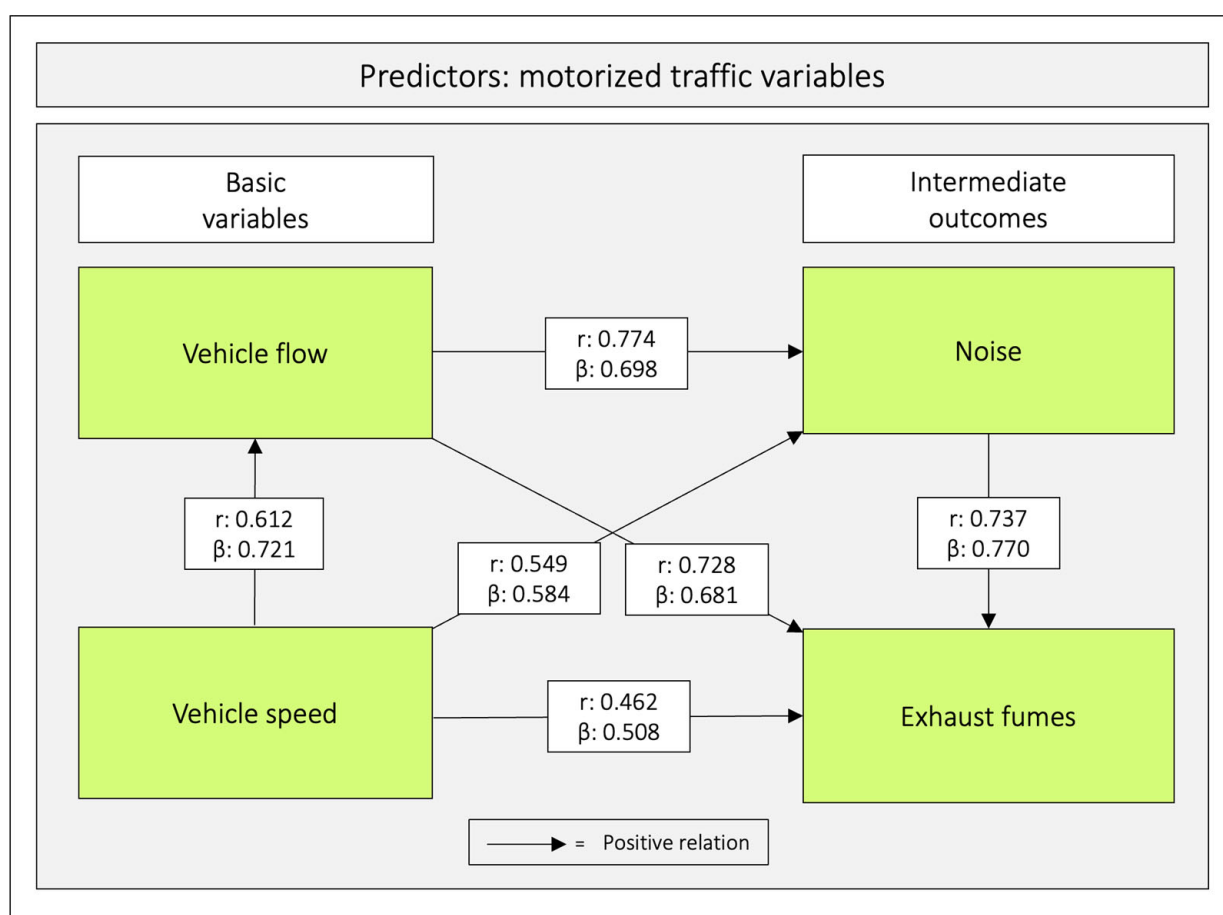 Predictors: motorized traffic variables
Basic
variables
Intermediate
outcomes
Vehicle flow
r: 0.774
β: 0.698
Noise
r: 0.612
β: 0.721
r: 0.549
β: 0.584
r: 0.728
β: 0.681
r: 0.737
β: 0.770
Vehicle speed
r: 0.462
β: 0.508
Exhaust fumes
= Positive relation